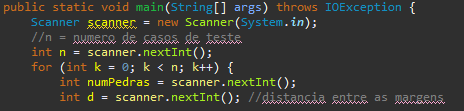 public static void main(String[] args) throws IOException {
Scanner scanner = new Scanner(System.in);
//n = numero de casos de teste
int n = scanner.nextInt();
for (int k = 0; k < n; k++) {
int numPedras = scanner.nextInt();
int d = scanner.nextInt(); //distancia entre as margens